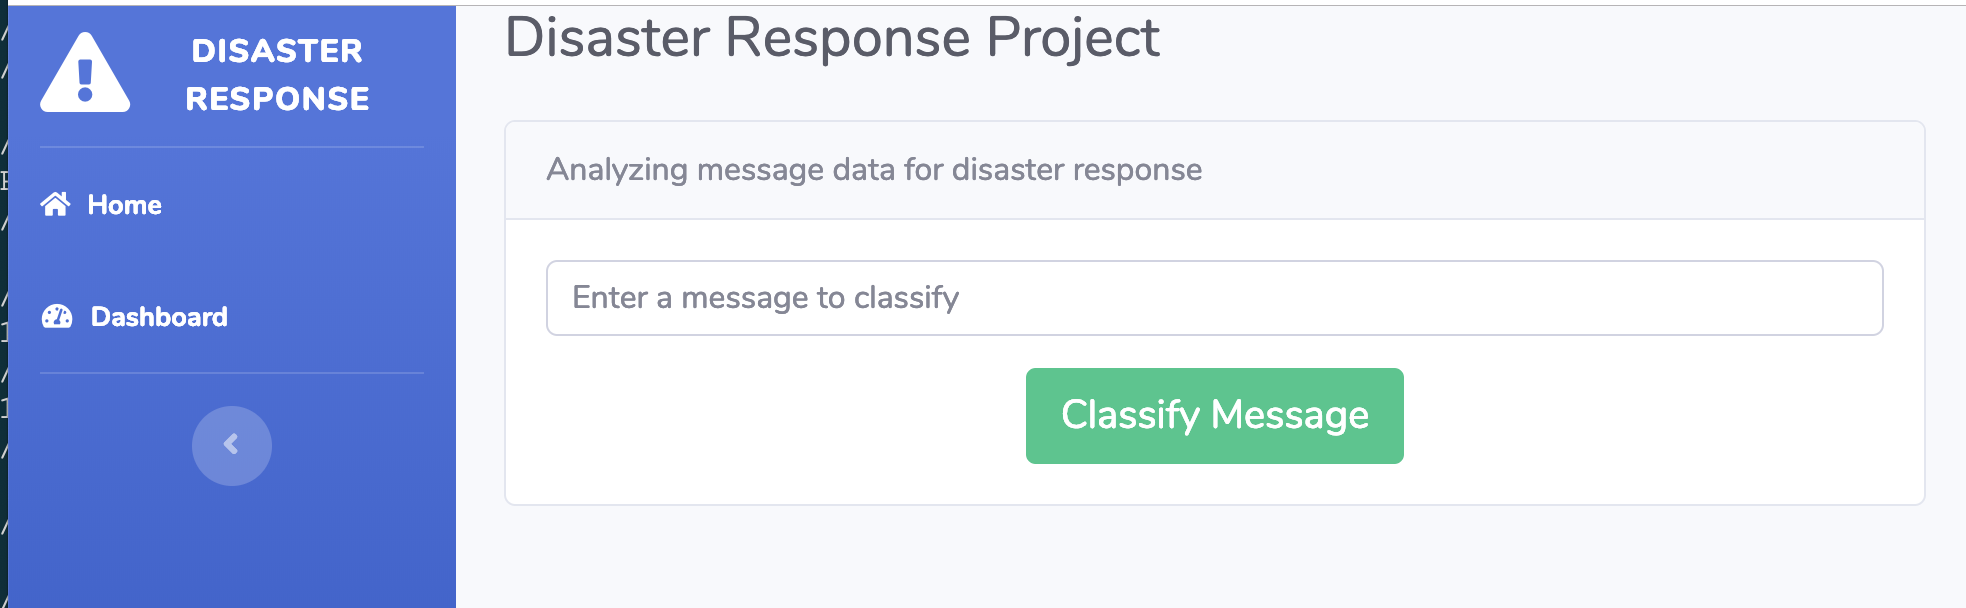 DISASTER
RESPONSE
Home
Dashboard
Disaster Response Project
Analyzing message data for disaster response
Enter a message to classify
Classify Message